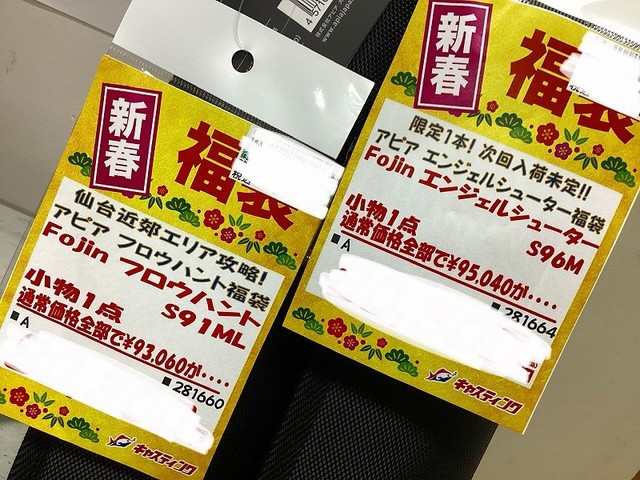 新春
福袋
仙台近郊エリア攻略!
アピア フロウハント福袋
Fojin フロウハント
S91ML
小物1点
通常価格全部で¥93,060が‥‥
■A
■281660
キャスティング
新春
福袋
限定1本!次回入荷未定!!
アピア エンジェルシューター福袋
Fojin エンジェルシューター
S96M
小物1点
通常価格全部で¥95,040が‥‥
■A
■281664
キャスティング